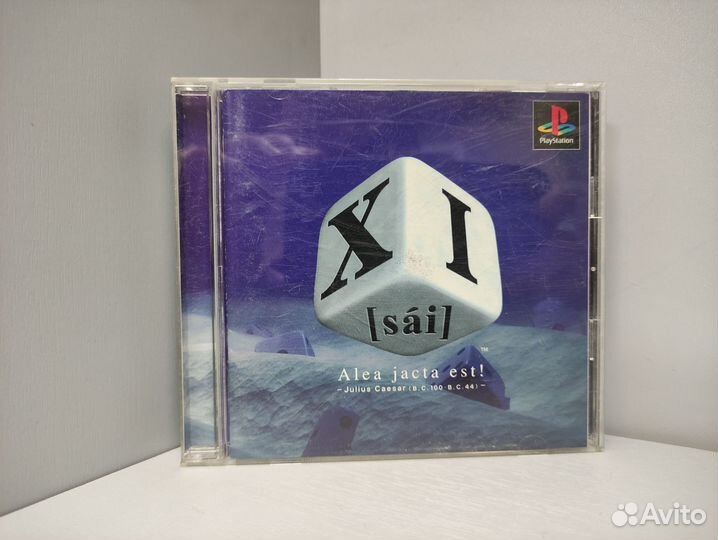 PlayStation
XI
[sái]
TM
Alea jacta est!
~Julius Caesar (B.C.100 B.C.44)~
Avito